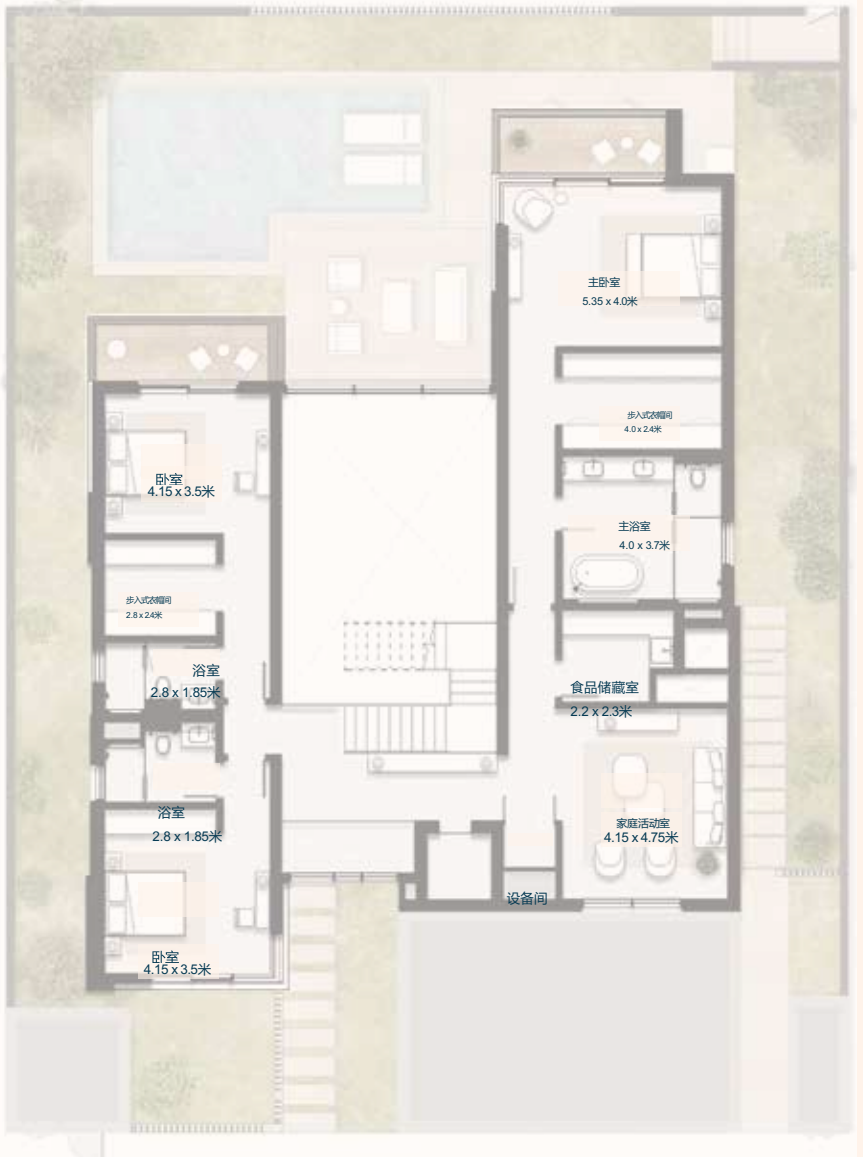 主卧室
5.35 x 4.0米
步入式衣帽间
4.0 x 2.4米
卧室
4.15 x 3.5米
主浴室
4.0 x 3.7米
步入式衣帽间
2.8 x 2.4米
浴室
2.8 x 1.85米
食品储藏室
2.2 x 2.3米
浴室
2.8 x 1.85米
家庭活动室
4.15 x 4.75米
设备间
卧室
4.15 x 3.5米